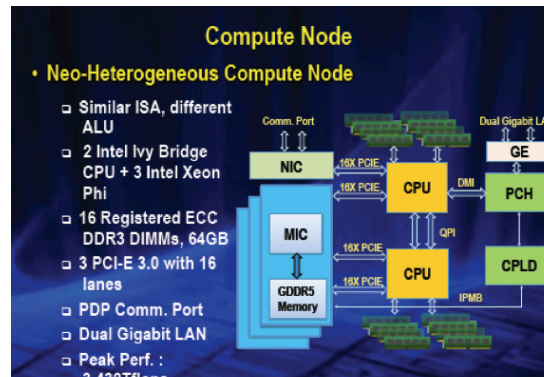 Compute Node
• Neo-Heterogeneous Compute Node
Similar ISA, different
ALU
2 Intel Ivy Bridge
CPU + 3 Intel Xeon
Phi
16 Registered ECC
DDR3 DIMMs, 64GB
3 PCI-E 3.0 with 16
lanes
PDP Comm. Port
Dual Gigabit LAN
Peak Perf. :
Comm. Port
Dual Gigabit LA
NIC
16X PCIE
GE
16X PCIE
CPU
DMI
PCH
MIC
QPI
16X PCIE
CPU
CPLD
16X PCIE
GDDR5
Memory
IPMB